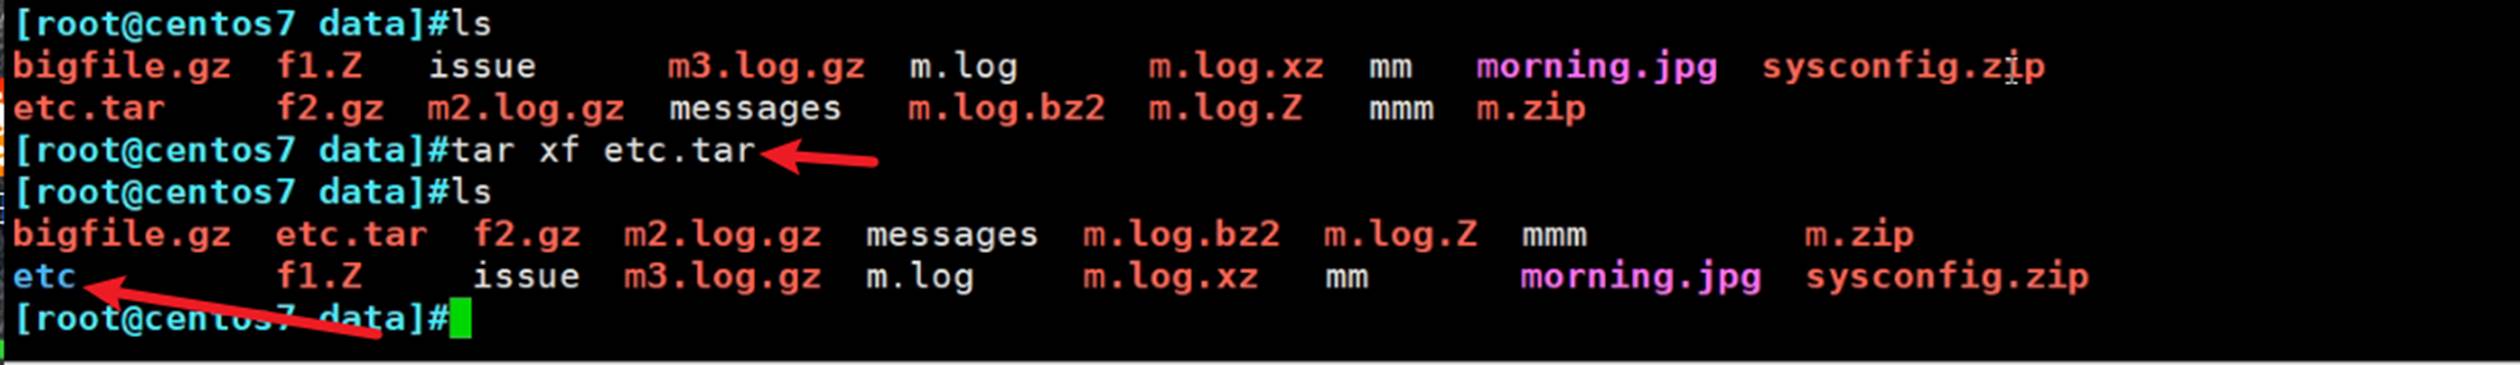 [root@centos7 data]#ls
bigfile.gz  f1.Z   issue      m3.log.gz  m.log      m.log.xz  mm   morning.jpg  sysconfig.zip
etc.tar     f2.gz  m2.log.gz  messages   m.log.bz2  m.log.Z   mmm  m.zip
[root@centos7 data]#tar xf etc.tar
[root@centos7 data]#ls
bigfile.gz  etc.tar  f2.gz  m2.log.gz  messages  m.log.bz2  m.log.Z  mmm          m.zip
etc         f1.Z     issue  m3.log.gz  m.log     m.log.xz   mm       morning.jpg  sysconfig.zip
[root@centos7 data]#